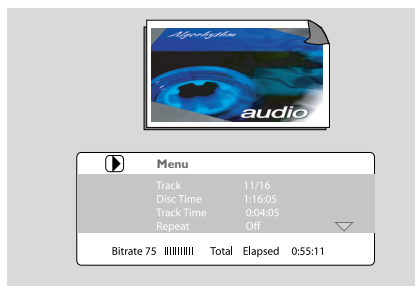 Algorhythm
audio
Menu
Track 11/16
Disc Time 1:16:05
Track Time 0:04:05
Repeat Off
Bitrate 75 Total Elapsed 0:55:11